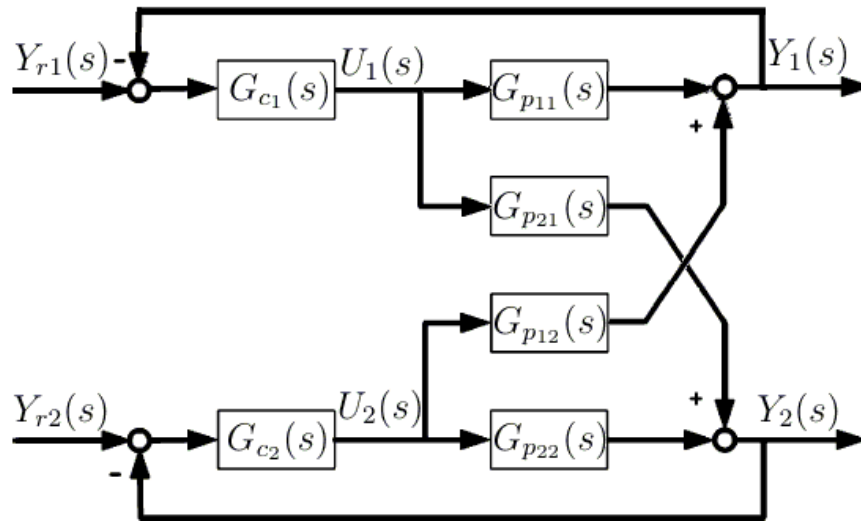 Y_{r1}(s) -
G_{c_1}(s)
U_1(s)
G_{p_{11}}(s)
Y_1(s)
+
G_{p_{21}}(s)
G_{p_{12}}(s)
Y_{r2}(s)
-
G_{c_2}(s)
U_2(s)
G_{p_{22}}(s)
+
Y_2(s)